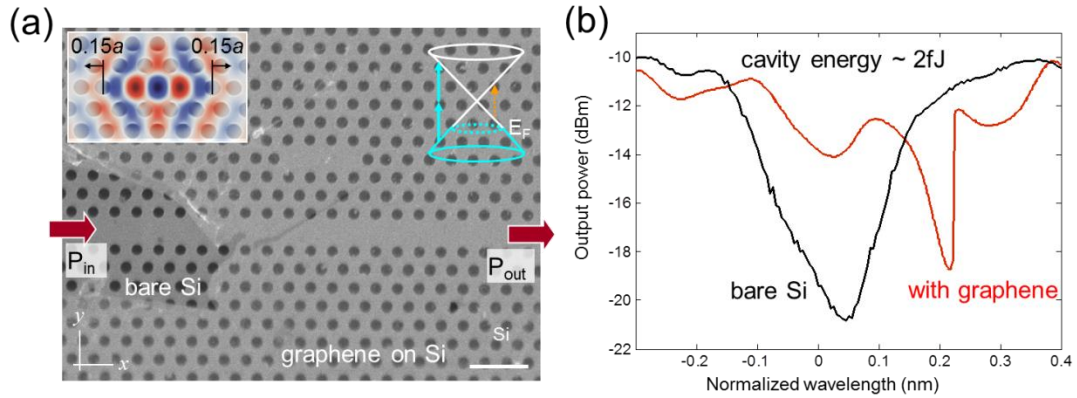 (a)
0.15a
0.15a
E_F
P_in
P_out
bare Si
Si
y
x
graphene on Si
(b)
cavity energy ~ 2fJ
bare Si
with graphene
Output power (dBm)
-10
-12
-14
-16
-18
-20
-22
-0.2
-0.1
0
0.1
0.2
0.3
0.4
Normalized wavelength (nm)